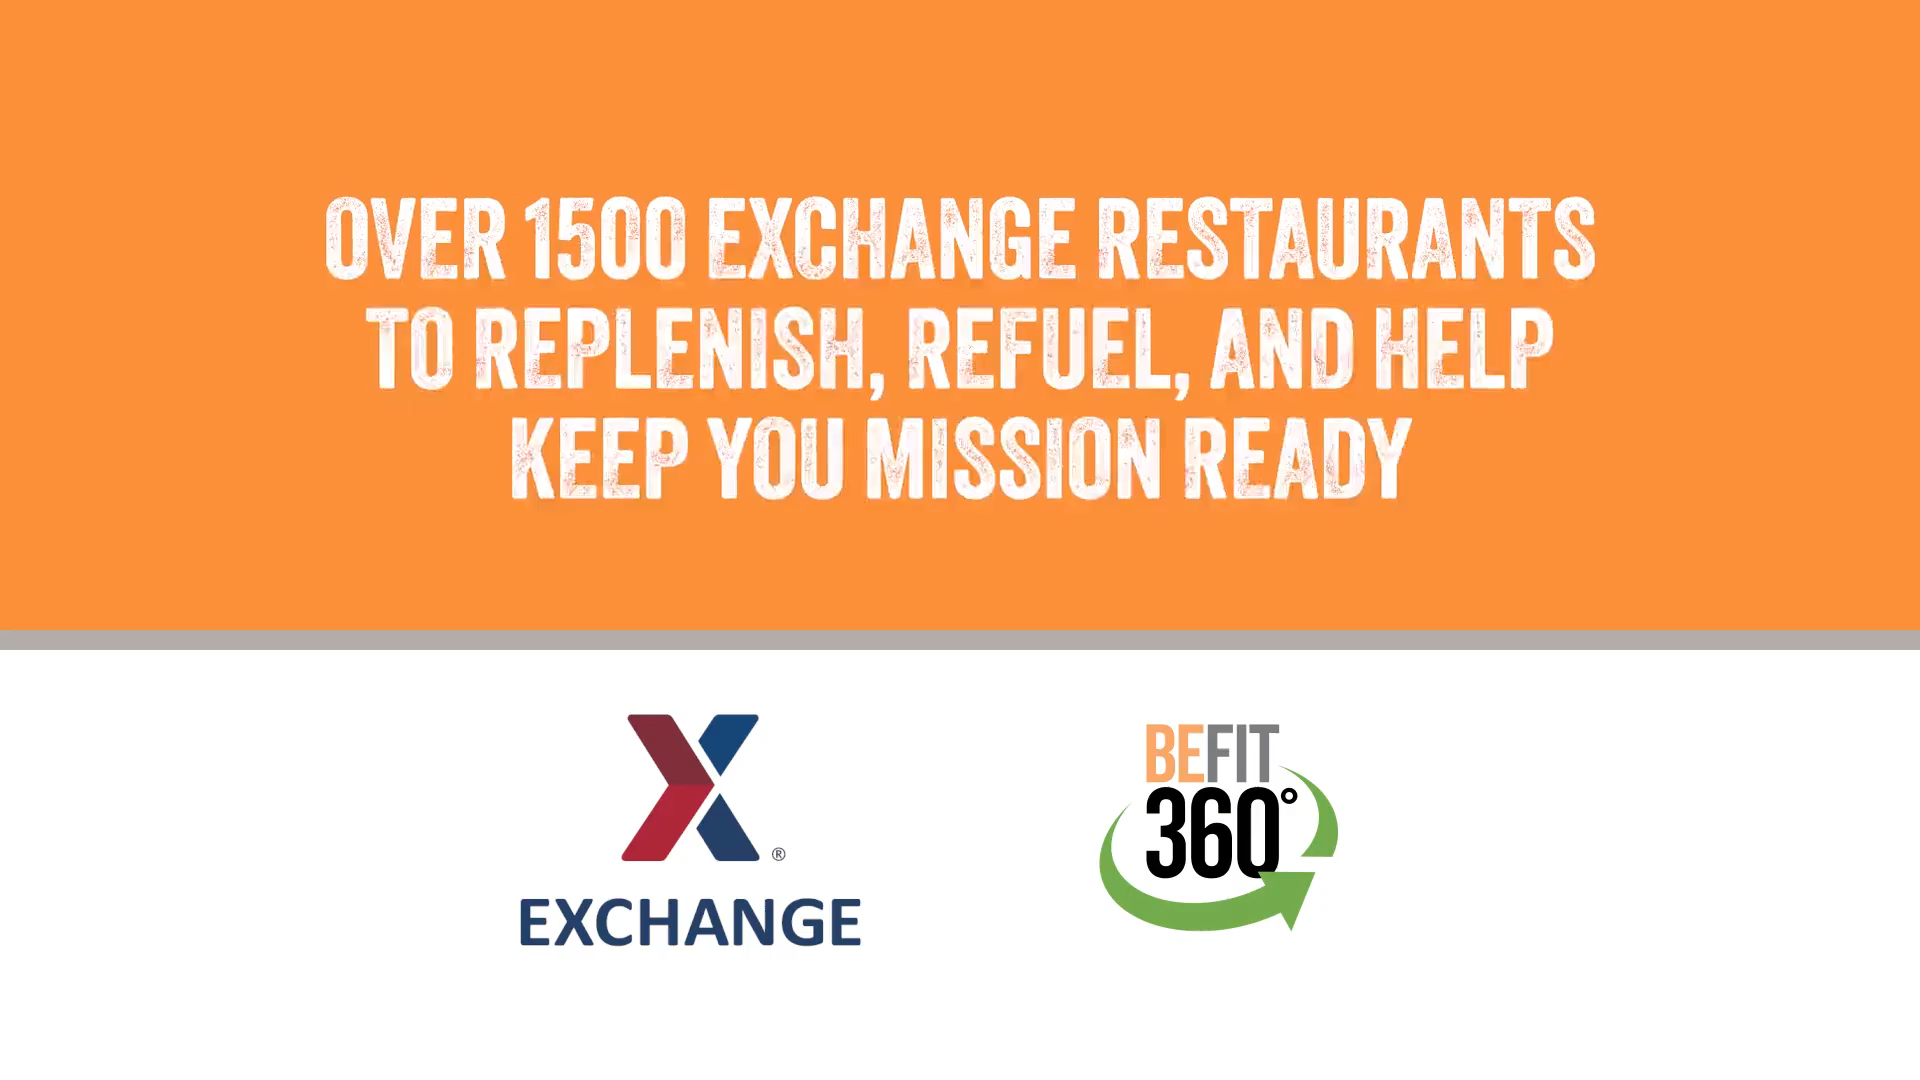 OVER 1500 EXCHANGE RESTAURANTS
TO REPLENISH, REFUEL, AND HELP
KEEP YOU MISSION READY
X®
EXCHANGE
BEFIT
360°